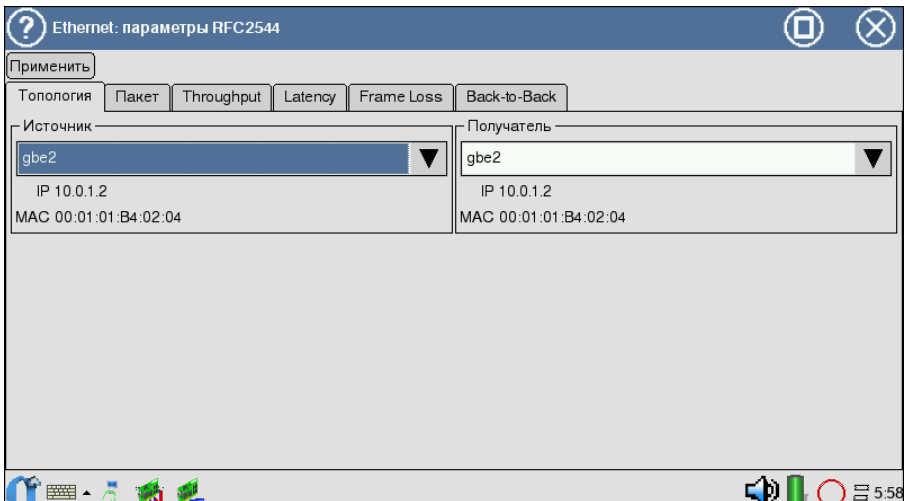 Ethernet: параметры RFC2544
Применить
Топология Пакет Throughput Latency Frame Loss Back-to-Back
Источник Получатель
gbe2 gbe2
IP 10.0.1.2 IP 10.0.1.2
MAC 00:01:01:B4:02:04 MAC 00:01:01:B4:02:04
5:58